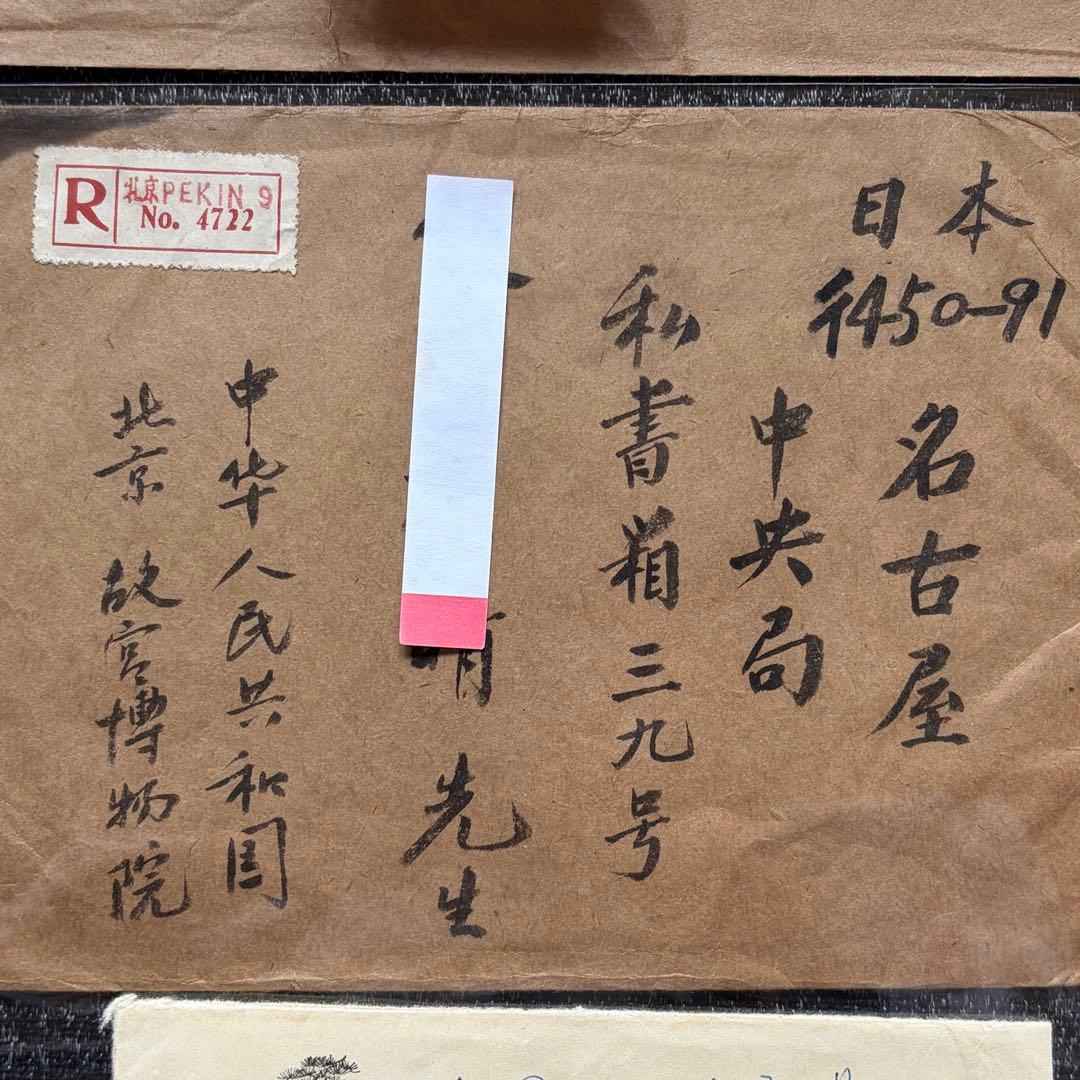 R
北京PEKIN 9
No. 4722
日本
〒450-91
名古屋
中央局
私書箱三九号
先生
中华人民共和国
北京 故宫博物院